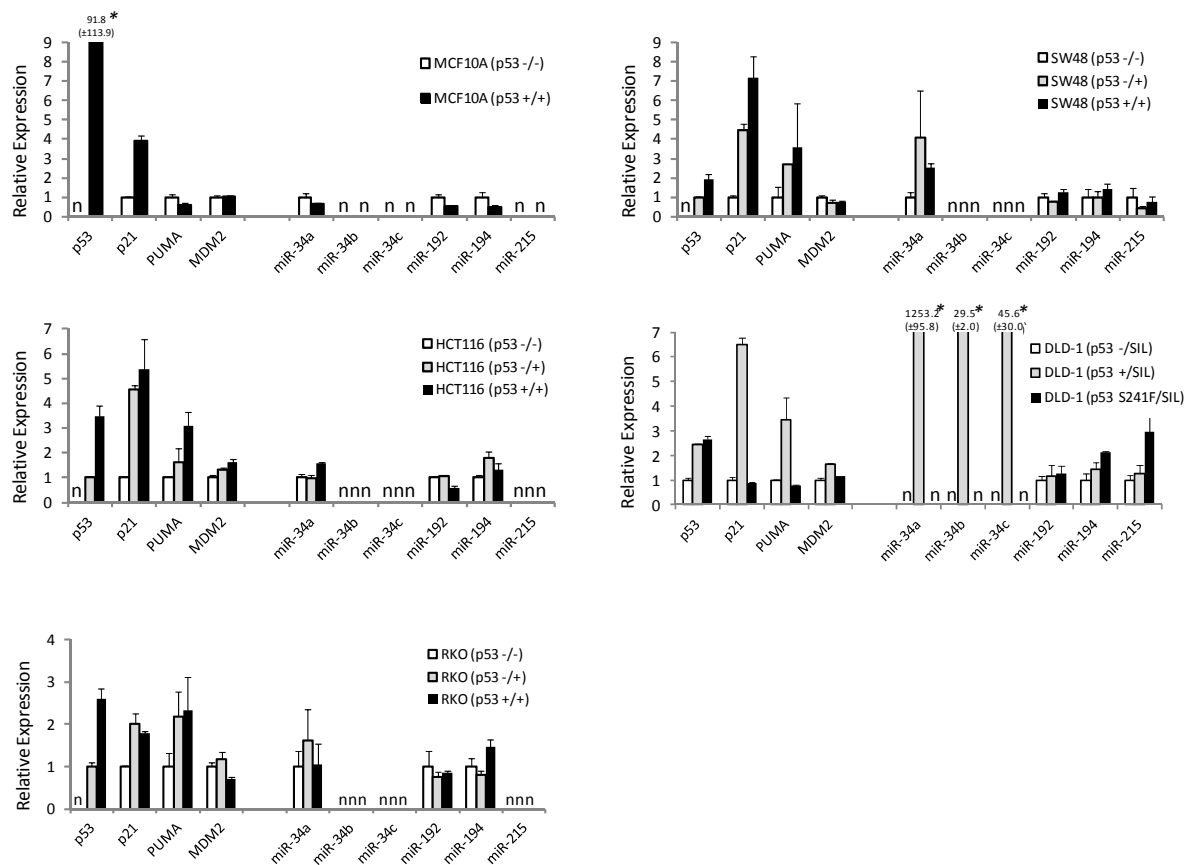 91.8 *
(±113.9)
Relative Expression
9
8
7
6
5
4
3
2
1
0
MCF10A (p53 -/-)
MCF10A (p53 +/+)
n n n n n n n
p53 p21 PUMA MDM2 miR-34a miR-34b miR-34c miR-192 miR-194 miR-215
Relative Expression
9
8
7
6
5
4
3
2
1
0
SW48 (p53 -/-)
SW48 (p53 -/+)
SW48 (p53 +/+)
n nnn nnn
p53 p21 PUMA MDM2 miR-34a miR-34b miR-34c miR-192 miR-194 miR-215
Relative Expression
7
6
5
4
3
2
1
0
HCT116 (p53 -/-)
HCT116 (p53 -/+)
HCT116 (p53 +/+)
n nnn nnn nnn
p53 p21 PUMA MDM2 miR-34a miR-34b miR-34c miR-192 miR-194 miR-215
1253.2* 29.5* 45.6*
(±95.8) (±2.0) (±30.0)
Relative Expression
7
6
5
4
3
2
1
0
DLD-1 (p53 -/SIL)
DLD-1 (p53 +/SIL)
DLD-1 (p53 S241F/SIL)
n n n n n n
p53 p21 PUMA MDM2 miR-34a miR-34b miR-34c miR-192 miR-194 miR-215
Relative Expression
4
3
2
1
0
RKO (p53 -/-)
RKO (p53 -/+)
RKO (p53 +/+)
n nnn nnn nnn
p53 p21 PUMA MDM2 miR-34a miR-34b miR-34c miR-192 miR-194 miR-215